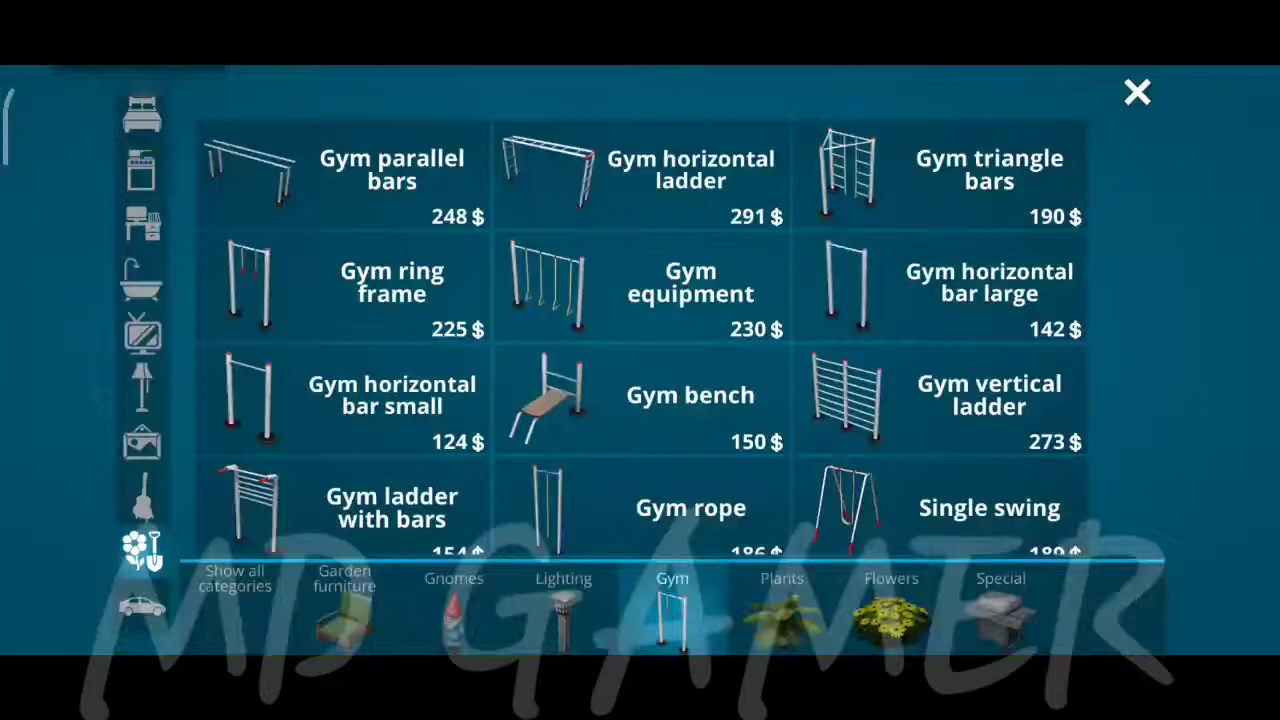 Gym parallel
bars
248 $
Gym horizontal
ladder
291 $
Gym triangle
bars
190 $
Gym ring
frame
225 $
Gym
equipment
230 $
Gym horizontal
bar large
142 $
Gym horizontal
bar small
124 $
Gym bench
150 $
Gym vertical
ladder
273 $
Gym ladder
with bars
154 $
Gym rope
186 $
Single swing
189 $
Show all
categories
Garden
furniture
Gnomes
Lighting
Gym
Plants
Flowers
Special
MD GAMER